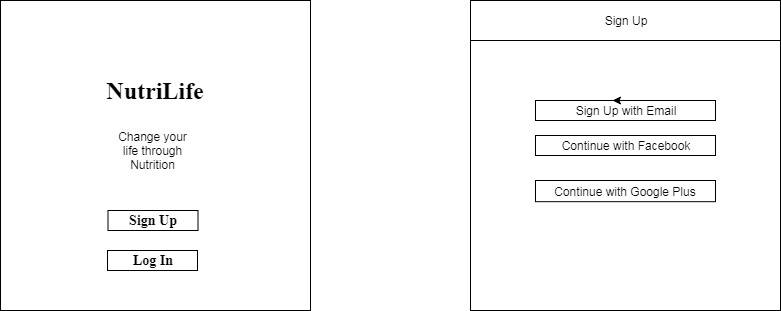 NutriLife
Change your
life through
Nutrition
Sign Up
Log In
Sign Up
Sign Up with Email
Continue with Facebook
Continue with Google Plus